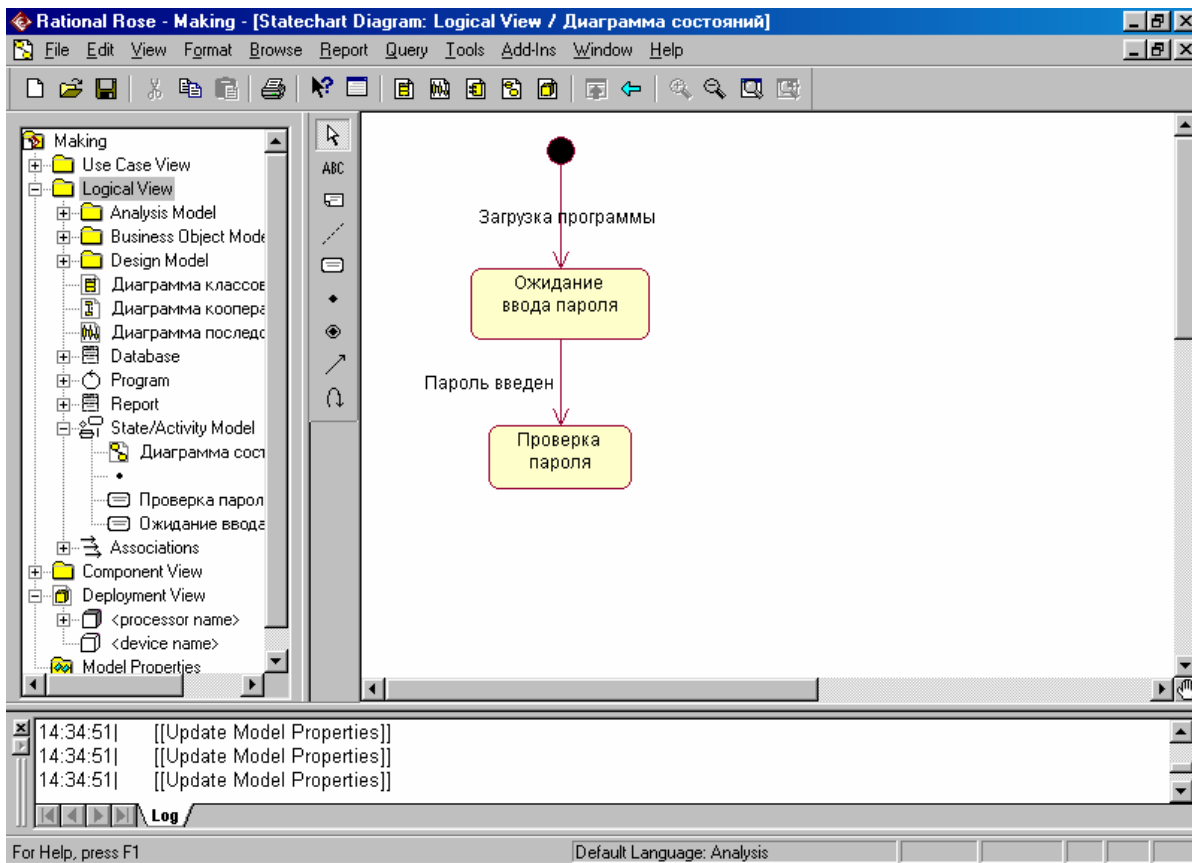 Rational Rose - Making - [Statechart Diagram: Logical View / Диаграмма состояний]
File Edit View Format Browse Report Query Tools Add-Ins Window Help
Making
Use Case View
Logical View
Analysis Model
Business Object Mode
Design Model
Диаграмма классов
Диаграмма коопера
Диаграмма последо
Database
Program
Report
State/Activity Model
Диаграмма сост
Проверка парол
Ожидание ввода
Associations
Component View
Deployment View
<processor name>
<device name>
Model Properties
ABC
Загрузка программы
Ожидание
ввода пароля
Пароль введен
Проверка
пароля
14:34:51| [[Update Model Properties]]
14:34:51| [[Update Model Properties]]
14:34:51| [[Update Model Properties]]
Log
For Help, press F1
Default Language: Analysis